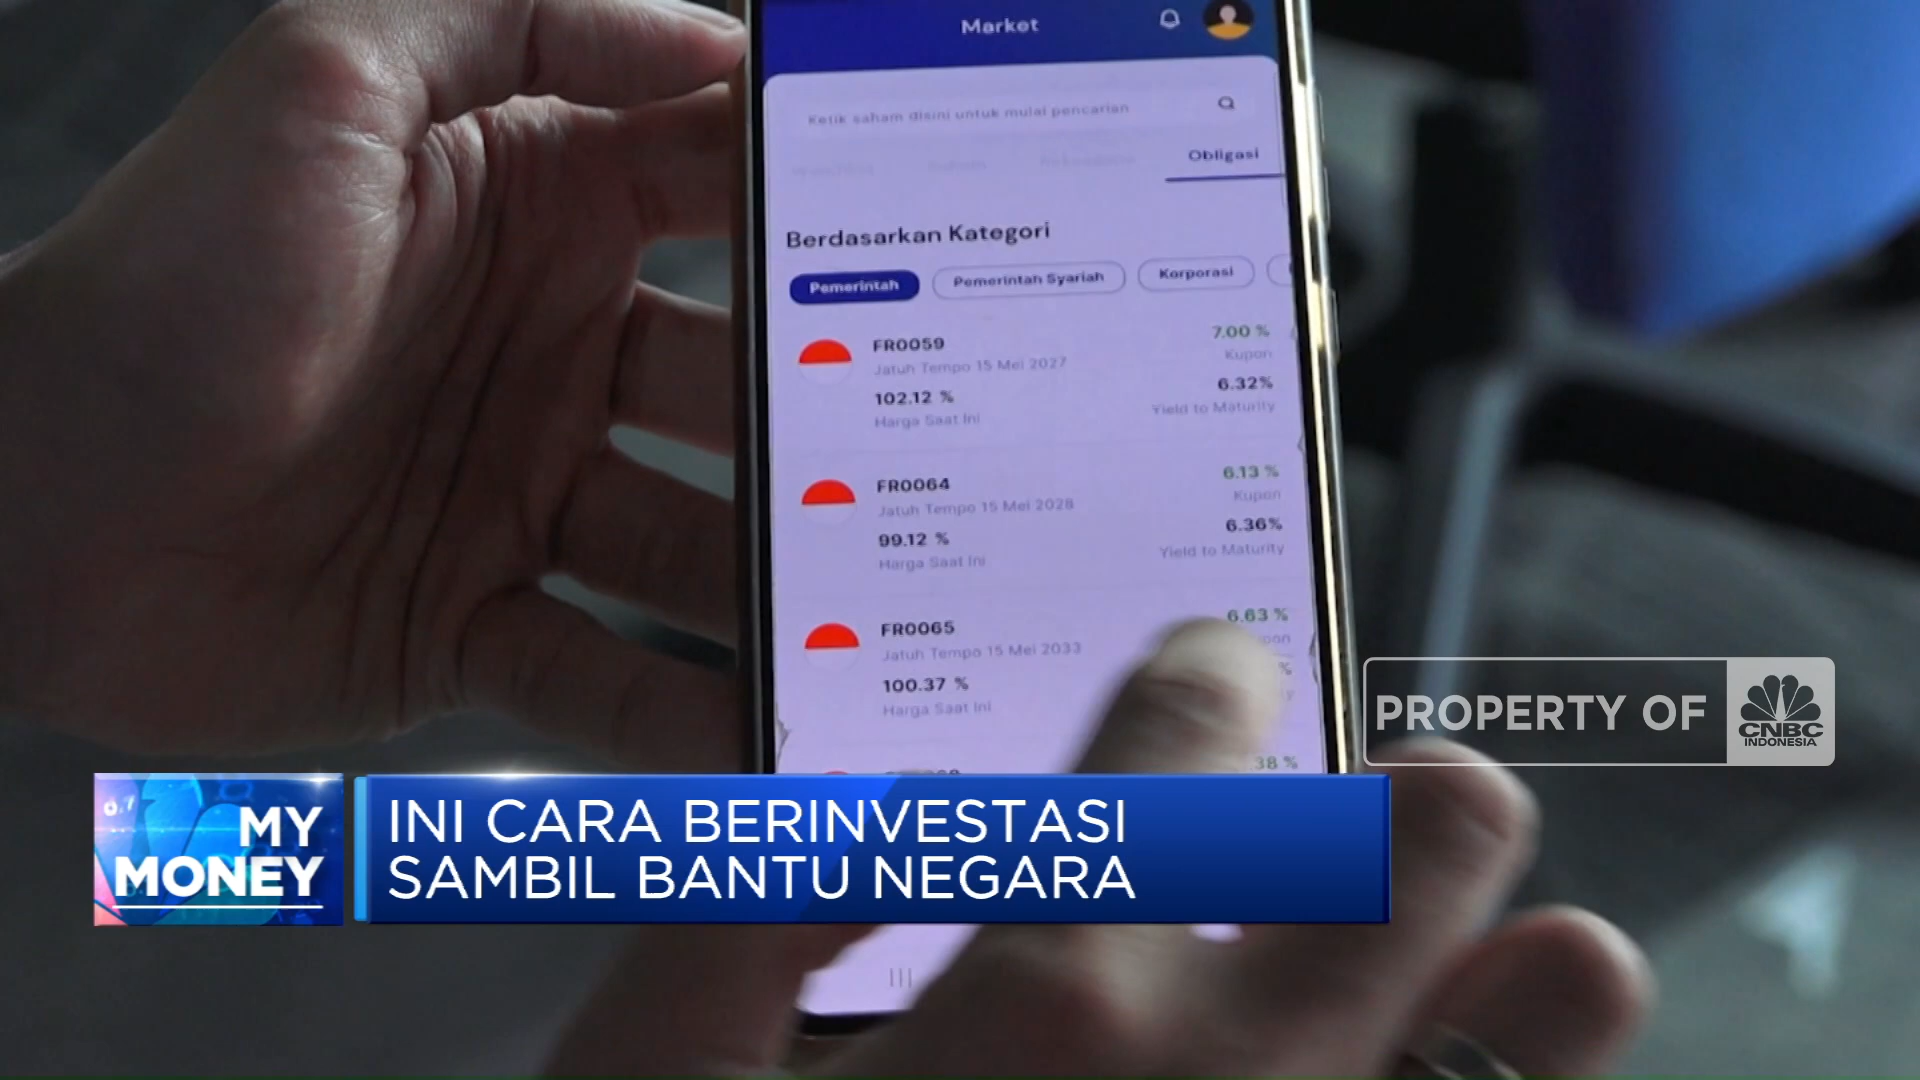 Market
Ketik saham disini untuk mulai pencarian
Obligasi
Berdasarkan Kategori
Pemerintah
Pemerintah Syariah
Korporasi
FR0059
7.00 %
Jatuh Tempo 15 Mei 2027
Kupon
102.12 %
6.32%
Harga Saat Ini
Yield to Maturity
FR0064
6.13 %
Jatuh Tempo 15 Mei 2028
Kupon
99.12 %
6.36%
Harga Saat Ini
Yield to Maturity
FR0065
6.63 %
Jatuh Tempo 15 Mei 2033
100.37 %
Harga Saat Ini
.38 %
PROPERTY OF
CNBC
INDONESIA
MY
MONEY
INI CARA BERINVESTASI
SAMBIL BANTU NEGARA